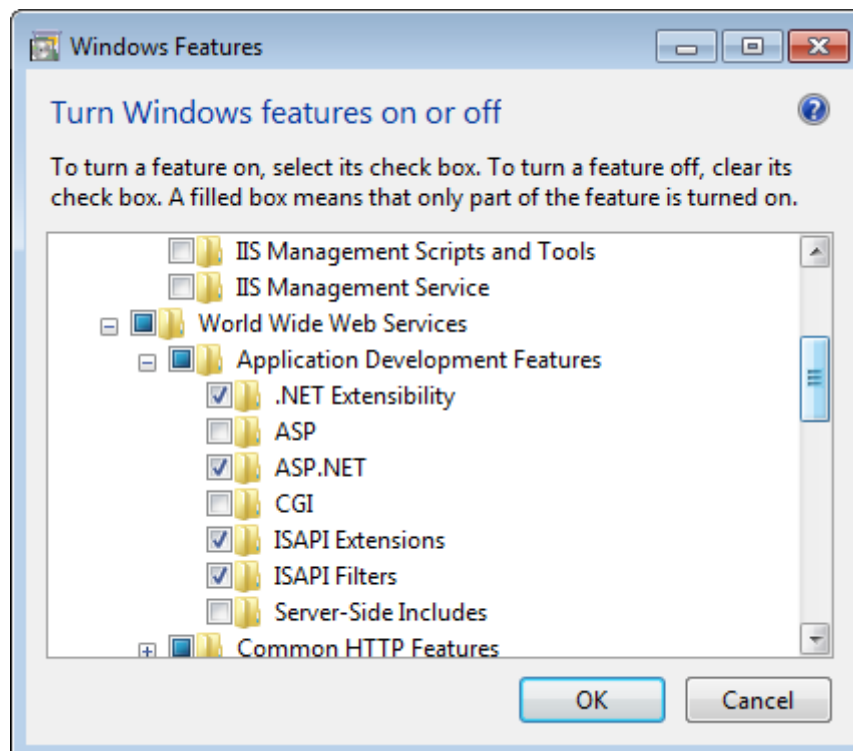 Windows Features
Turn Windows features on or off
To turn a feature on, select its check box. To turn a feature off, clear its
check box. A filled box means that only part of the feature is turned on.
IIS Management Scripts and Tools
IIS Management Service
World Wide Web Services
Application Development Features
.NET Extensibility
ASP
ASP.NET
CGI
ISAPI Extensions
ISAPI Filters
Server-Side Includes
Common HTTP Features
OK Cancel